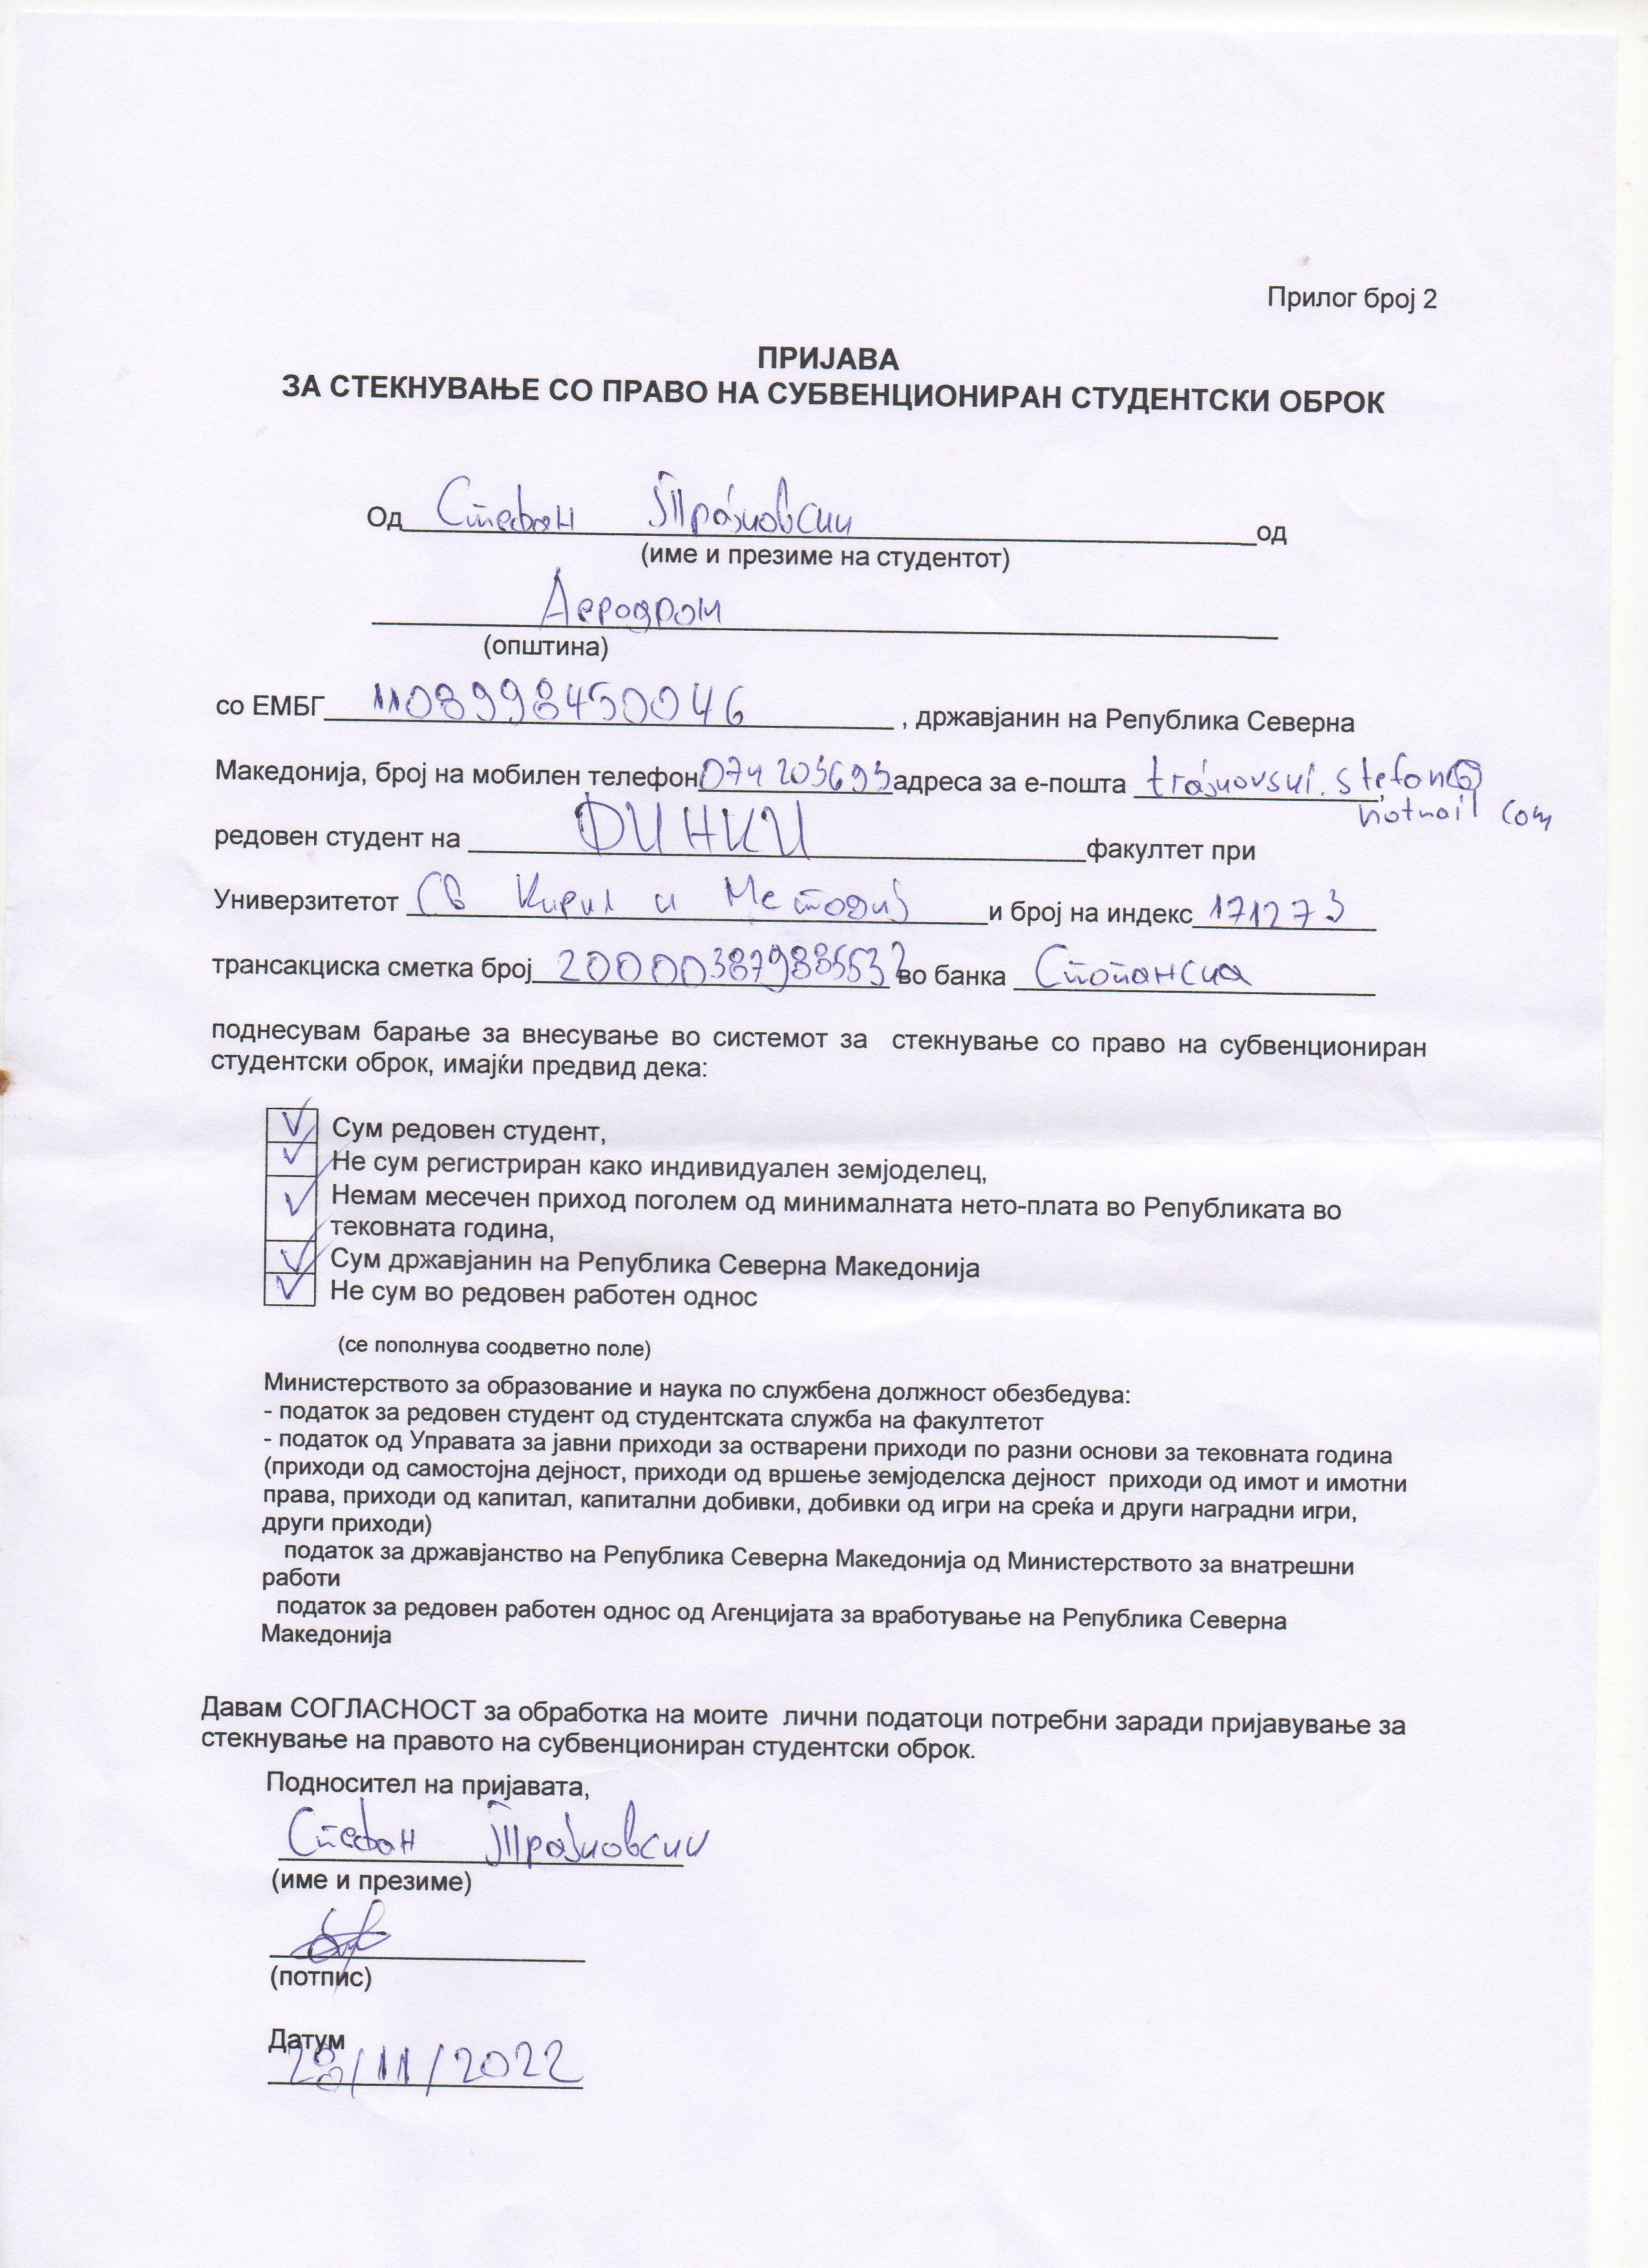 Прилог број 2
ПРИЈАВА
ЗА СТЕКНУВАЊЕ СО ПРАВО НА СУБВЕНЦИОНИРАН СТУДЕНТСКИ ОБРОК
Од Стефан Трајковски од
(име и презиме на студентот)
Аеродром
(општина)
со ЕМБГ 1108998450046 , државјанин на Република Северна
Македонија, број на мобилен телефон 074203693 адреса за е-пошта trajkovski.stefan@
hotmail com
редовен студент на ФИНКИ факултет при
Универзитетот Св Кирил и Методиј и број на индекс 171273
трансакциска сметка број во банка Стопанска
поднесувам барање за внесување во системот за стекнување со право на субвенциониран
студентски оброк, имајќи предвид дека:
Сум редовен студент,
Не сум регистриран како индивидуален земјоделец,
Немам месечен приход поголем од минималната нето-плата во Републиката во
тековната година,
Сум државјанин на Република Северна Македонија
Не сум во редовен работен однос
(се пополнува соодветно поле)
Министерството за образование и наука по службена должност обезбедува:
- податок за редовен студент од студентската служба на факултетот
- податок од Управата за јавни приходи за остварени приходи по разни основи за тековната година
(приходи од самостојна дејност, приходи од вршење земјоделска дејност приходи од имот и имотни
права, приходи од капитал, капитални добивки, добивки од игри на среќа и други наградни игри,
други приходи)
податок за државјанство на Република Северна Македонија од Министерството за внатрешни
работи
податок за редовен работен однос од Агенцијата за вработување на Република Северна
Македонија
Давам СОГЛАСНОСТ за обработка на моите лични податоци потребни заради пријавување за
стекнување на правото на субвенциониран студентски оброк.
Подносител на пријавата,
Стефан Трајковски
(име и презиме)
(потпис)
Датум
28/11/2022